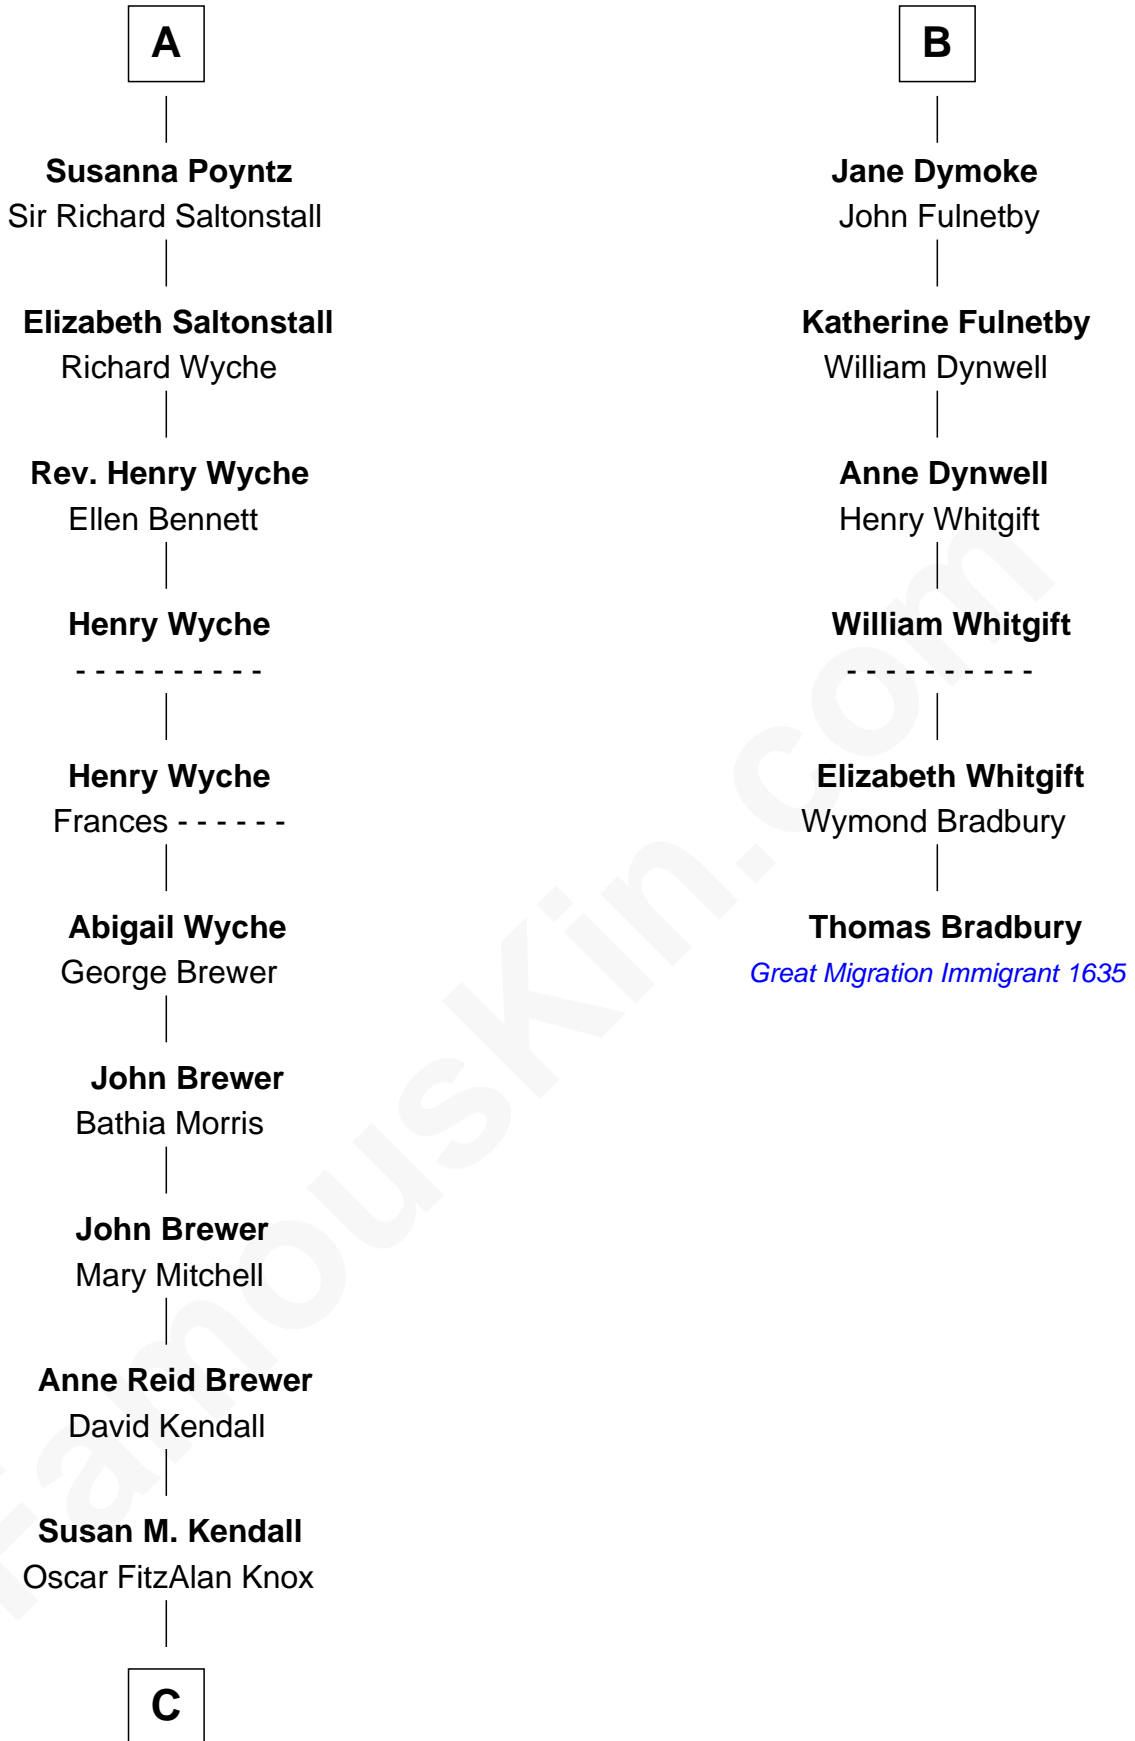 A
Susanna Poyntz
Sir Richard Saltonstall
Elizabeth Saltonstall
Richard Wyche
Rev. Henry Wyche
Ellen Bennett
Henry Wyche
- - - - - - - - - -
Henry Wyche
Frances - - - - - -
Abigail Wyche
George Brewer
John Brewer
Bathia Morris
John Brewer
Mary Mitchell
Anne Reid Brewer
David Kendall
Susan M. Kendall
Oscar FitzAlan Knox
C
B
Jane Dymoke
John Fulnetby
Katherine Fulnetby
William Dynwell
Anne Dynwell
Henry Whitgift
William Whitgift
- - - - - - - - - -
Elizabeth Whitgift
Wymond Bradbury
Thomas Bradbury
Great Migration Immigrant 1635
FamousKin.com